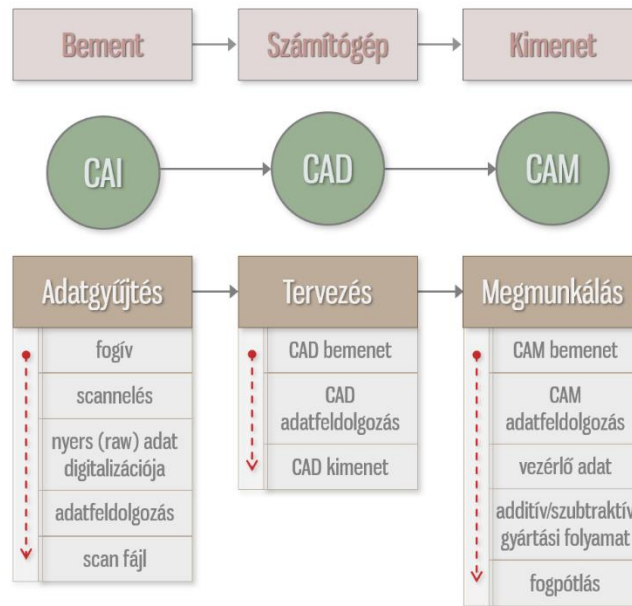 Bement
Számítógép
Kimenet
CAI
CAD
CAM
Adatgyűjtés
fogív
scannelés
nyers (raw) adat
digitalizációja
adatfeldolgozás
scan fájl
Tervezés
CAD bemenet
CAD
adatfeldolgozás
CAD kimenet
Megmunkálás
CAM bemenet
CAM
adatfeldolgozás
vezérlő adat
additív/szubtraktív
gyártási folyamat
fogpótlás